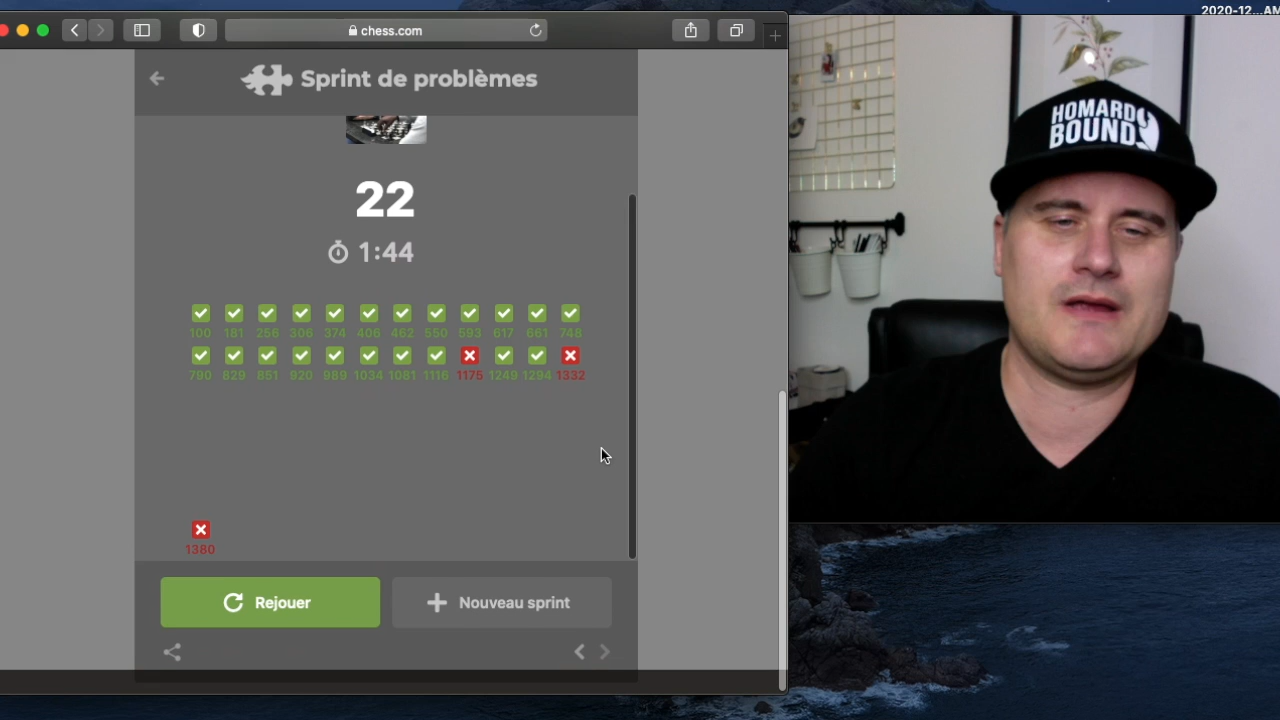 2020-12...AM
chess.com
Sprint de problèmes
HOMARD
BOUND
22
1:44
100 181 256 306 374 406 462 550 593 617 661 748
790 829 851 920 989 1034 1081 1116 1175 1249 1294 1332
1380
Rejouer
Nouveau sprint